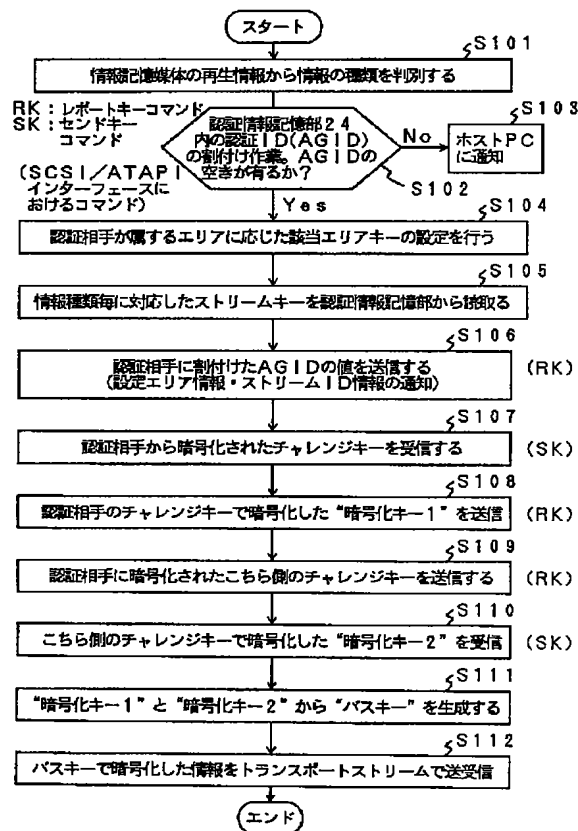 スタート
S101
情報記憶媒体の再生情報から情報の種類を判別する
RK:レポートキーコマンド
SK:センドキー
コマンド
(SCSI/ATAPI
インターフェースに
おけるコマンド)
認証情報記憶部24
内の認証ID(AGID)
の割付け作業。AGIDの
空きが有るか?
S102
No
S103
ホストPC
に通知
Yes
S104
認証相手が属するエリアに応じた該当エリアキーの設定を行う
S105
情報種類毎に対応したストリームキーを認証情報記憶部から読取る
S106
認証相手に割付けたAGIDの値を送信する
(設定エリア情報・ストリームID情報の通知)
(RK)
S107
認証相手から暗号化されたチャレンジキーを受信する
(SK)
S108
認証相手のチャレンジキーで暗号化した“暗号化キー1”を送信
(RK)
S109
認証相手に暗号化されたこちら側のチャレンジキーを送信する
(RK)
S110
こちら側のチャレンジキーで暗号化した“暗号化キー2”を受信
(SK)
S111
“暗号化キー1”と“暗号化キー2”から“バスキー”を生成する
S112
バスキーで暗号化した情報をトランスポートストリームで送受信
エンド